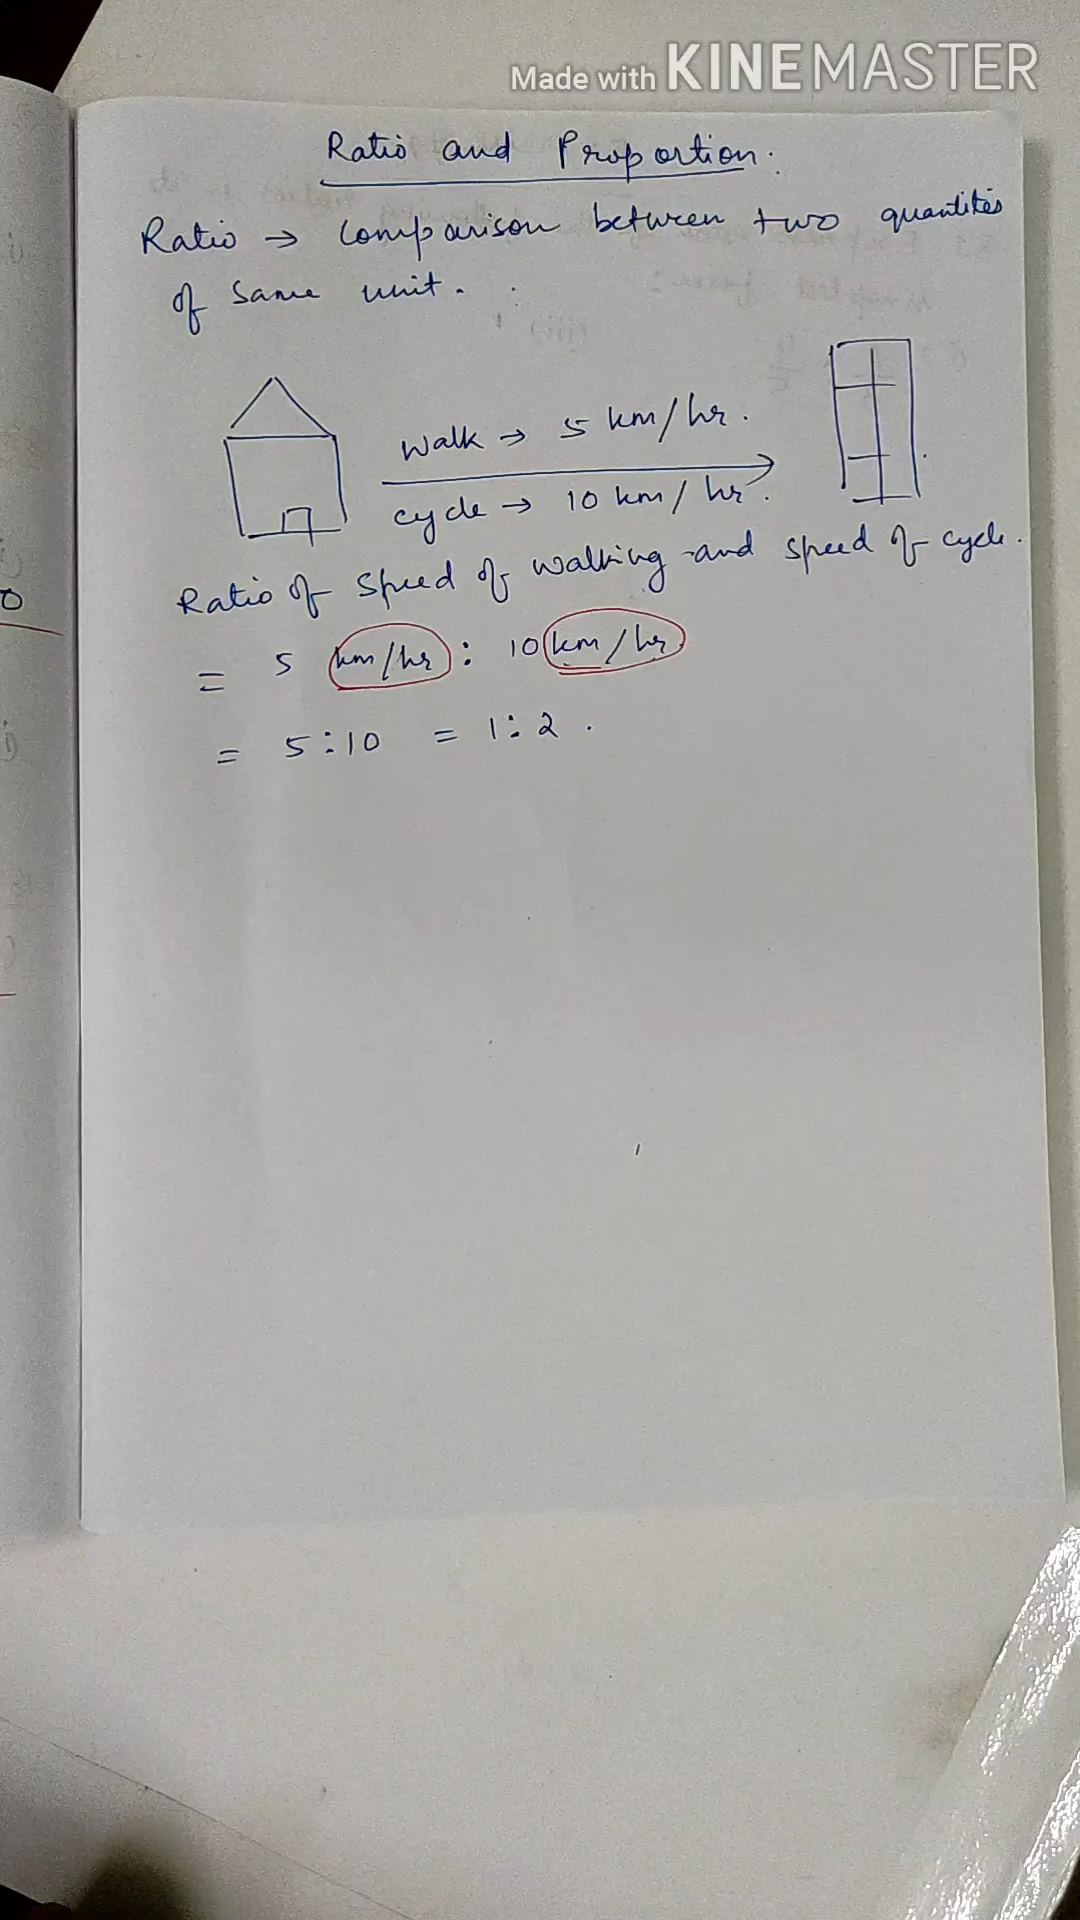 Made with KINEMASTER
Ratio and Proportion.
Ratio → Comparison between two quantites
of same unit.
Walk → 5 km/hr.
cycle → 10 km/hr.
Ratio of Speed of walking and speed of cycle.
= 5 km/hr : 10 km/hr
= 5:10 = 1:2.